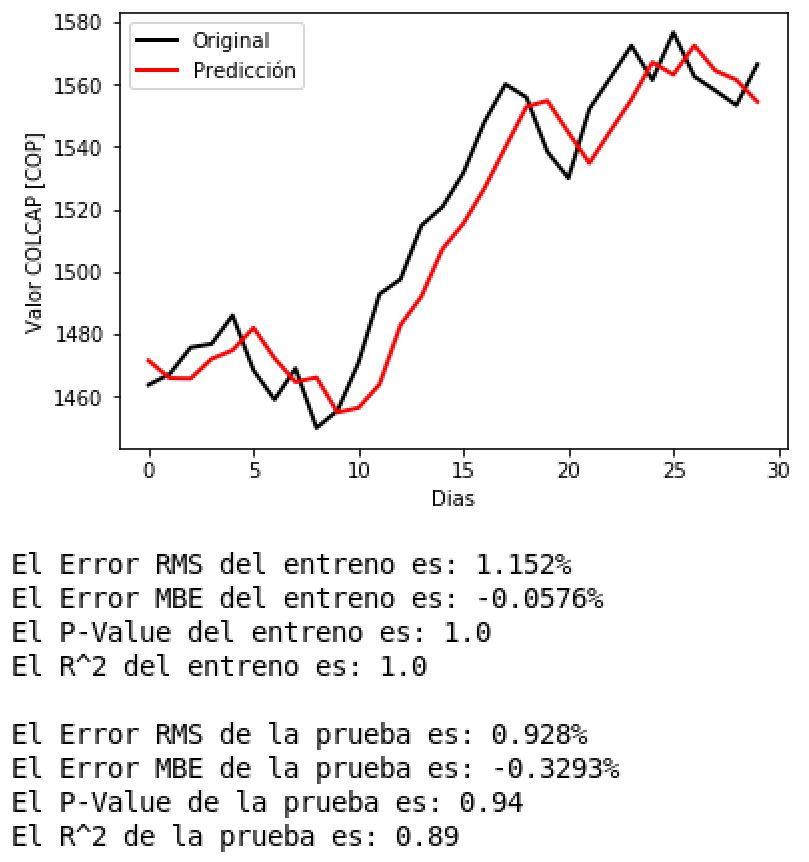 1580
1560
1540
1520
1500
1480
1460
Valor COLCAP [COP]
Original
Predicción
0 5 10 15 20 25 30
Dias
El Error RMS del entreno es: 1.152%
El Error MBE del entreno es: -0.0576%
El P-Value del entreno es: 1.0
El R^2 del entreno es: 1.0
El Error RMS de la prueba es: 0.928%
El Error MBE de la prueba es: -0.3293%
El P-Value de la prueba es: 0.94
El R^2 de la prueba es: 0.89